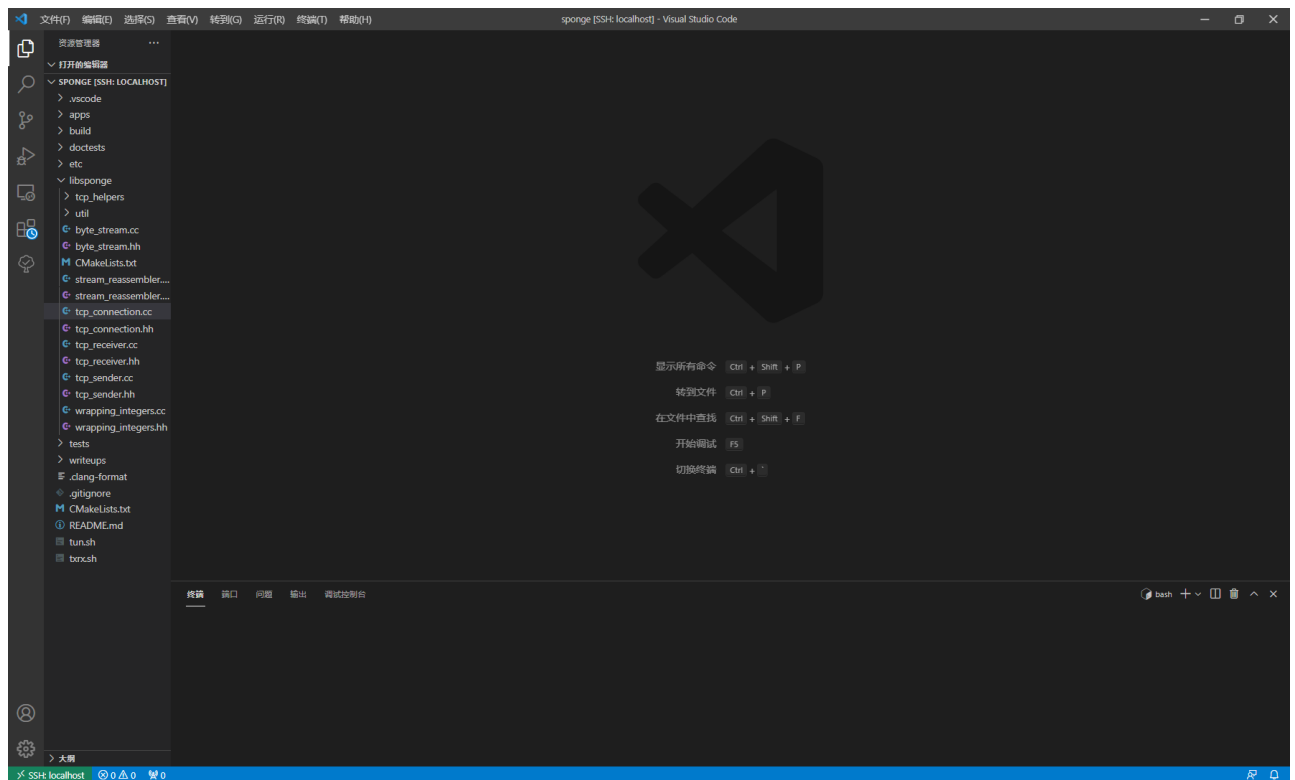 文件(F) 编辑(E) 选择(S) 查看(V) 转到(G) 运行(R) 终端(T) 帮助(H) sponge [SSH: localhost] - Visual Studio Code
资源管理器 ···
打开的编辑器
SPONGE [SSH: LOCALHOST]
.vscode
apps
build
doctests
etc
libsponge
tcp_helpers
util
byte_stream.cc
byte_stream.hh
CMakeLists.txt
stream_reassembler....
stream_reassembler....
tcp_connection.cc
tcp_connection.hh
tcp_receiver.cc
tcp_receiver.hh
tcp_sender.cc
tcp_sender.hh
wrapping_integers.cc
wrapping_integers.hh
tests
writeups
.clang-format
.gitignore
CMakeLists.txt
README.md
tun.sh
txrx.sh
大纲
显示所有命令 Ctrl + Shift + P
转到文件 Ctrl + P
在文件中查找 Ctrl + Shift + F
开始调试 F5
切换终端 Ctrl + `
终端 端口 问题 输出 调试控制台 bash
SSH: localhost 0 0 0